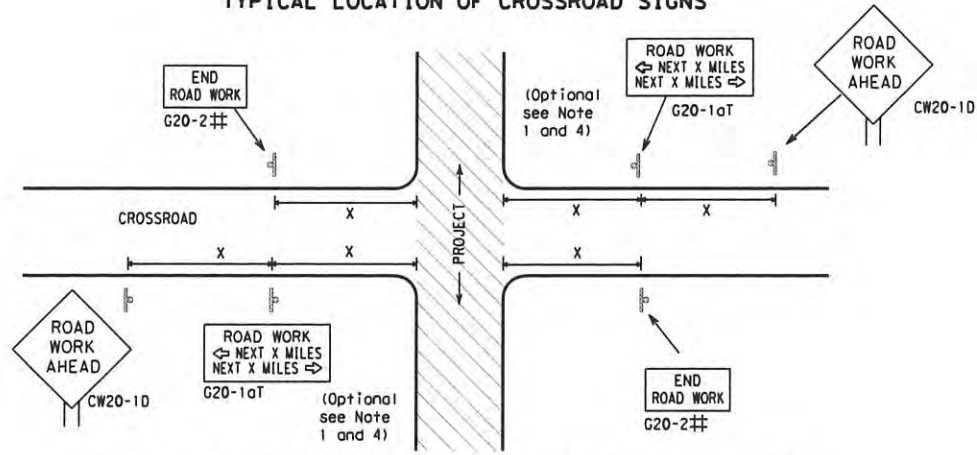 TYPICAL LOCATION OF CROSSROAD SIGNS
END
ROAD WORK
G20-2#
(Optional
see Note
1 and 4)
ROAD WORK
⇦ NEXT X MILES
NEXT X MILES ⇨
G20-1aT
ROAD
WORK
AHEAD
CW20-1D
X
X
X
CROSSROAD
PROJECT
X
X
X
ROAD
WORK
AHEAD
CW20-1D
ROAD WORK
⇦ NEXT X MILES
NEXT X MILES ⇨
G20-1aT
(Optional
see Note
1 and 4)
END
ROAD WORK
G20-2#